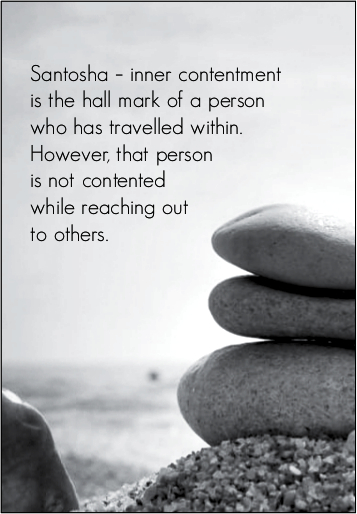 Santosha – inner contentment
is the hall mark of a person
who has travelled within.
However, that person
is not contented
while reaching out
to others.